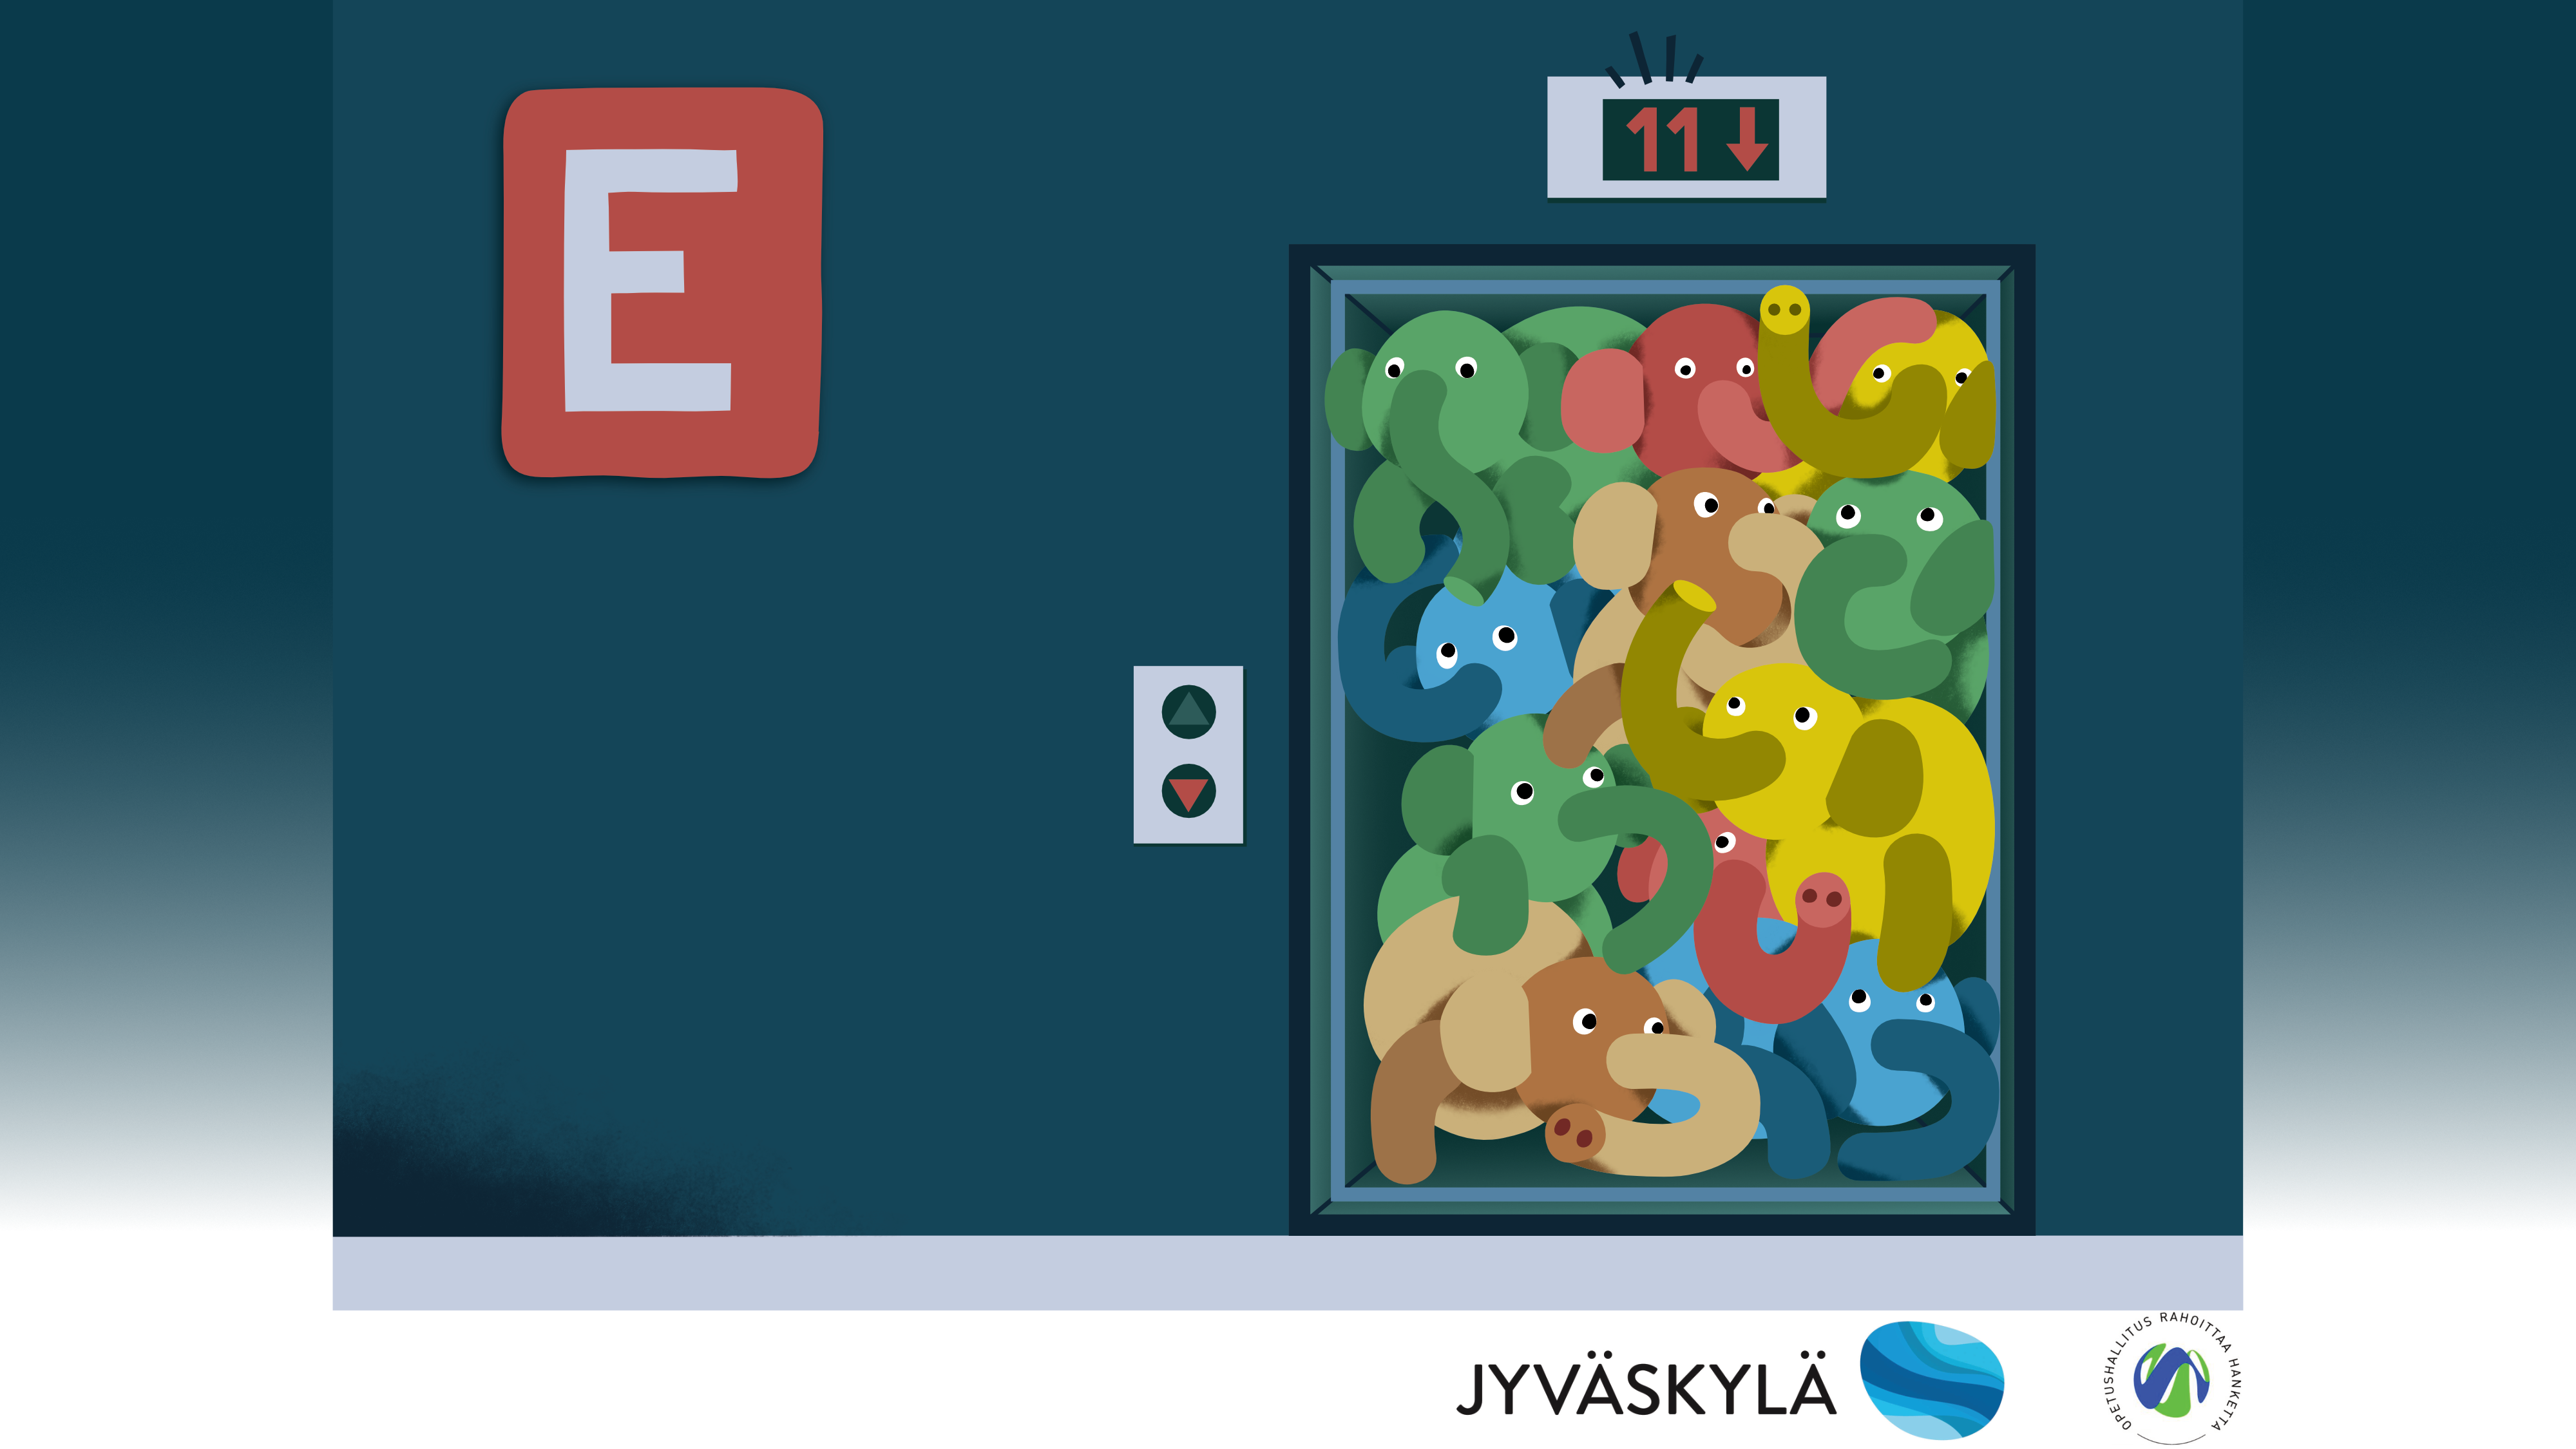 E
11
JYVÄSKYLÄ
OPETUSHALLITUS RAHOITTAA HANKETTA